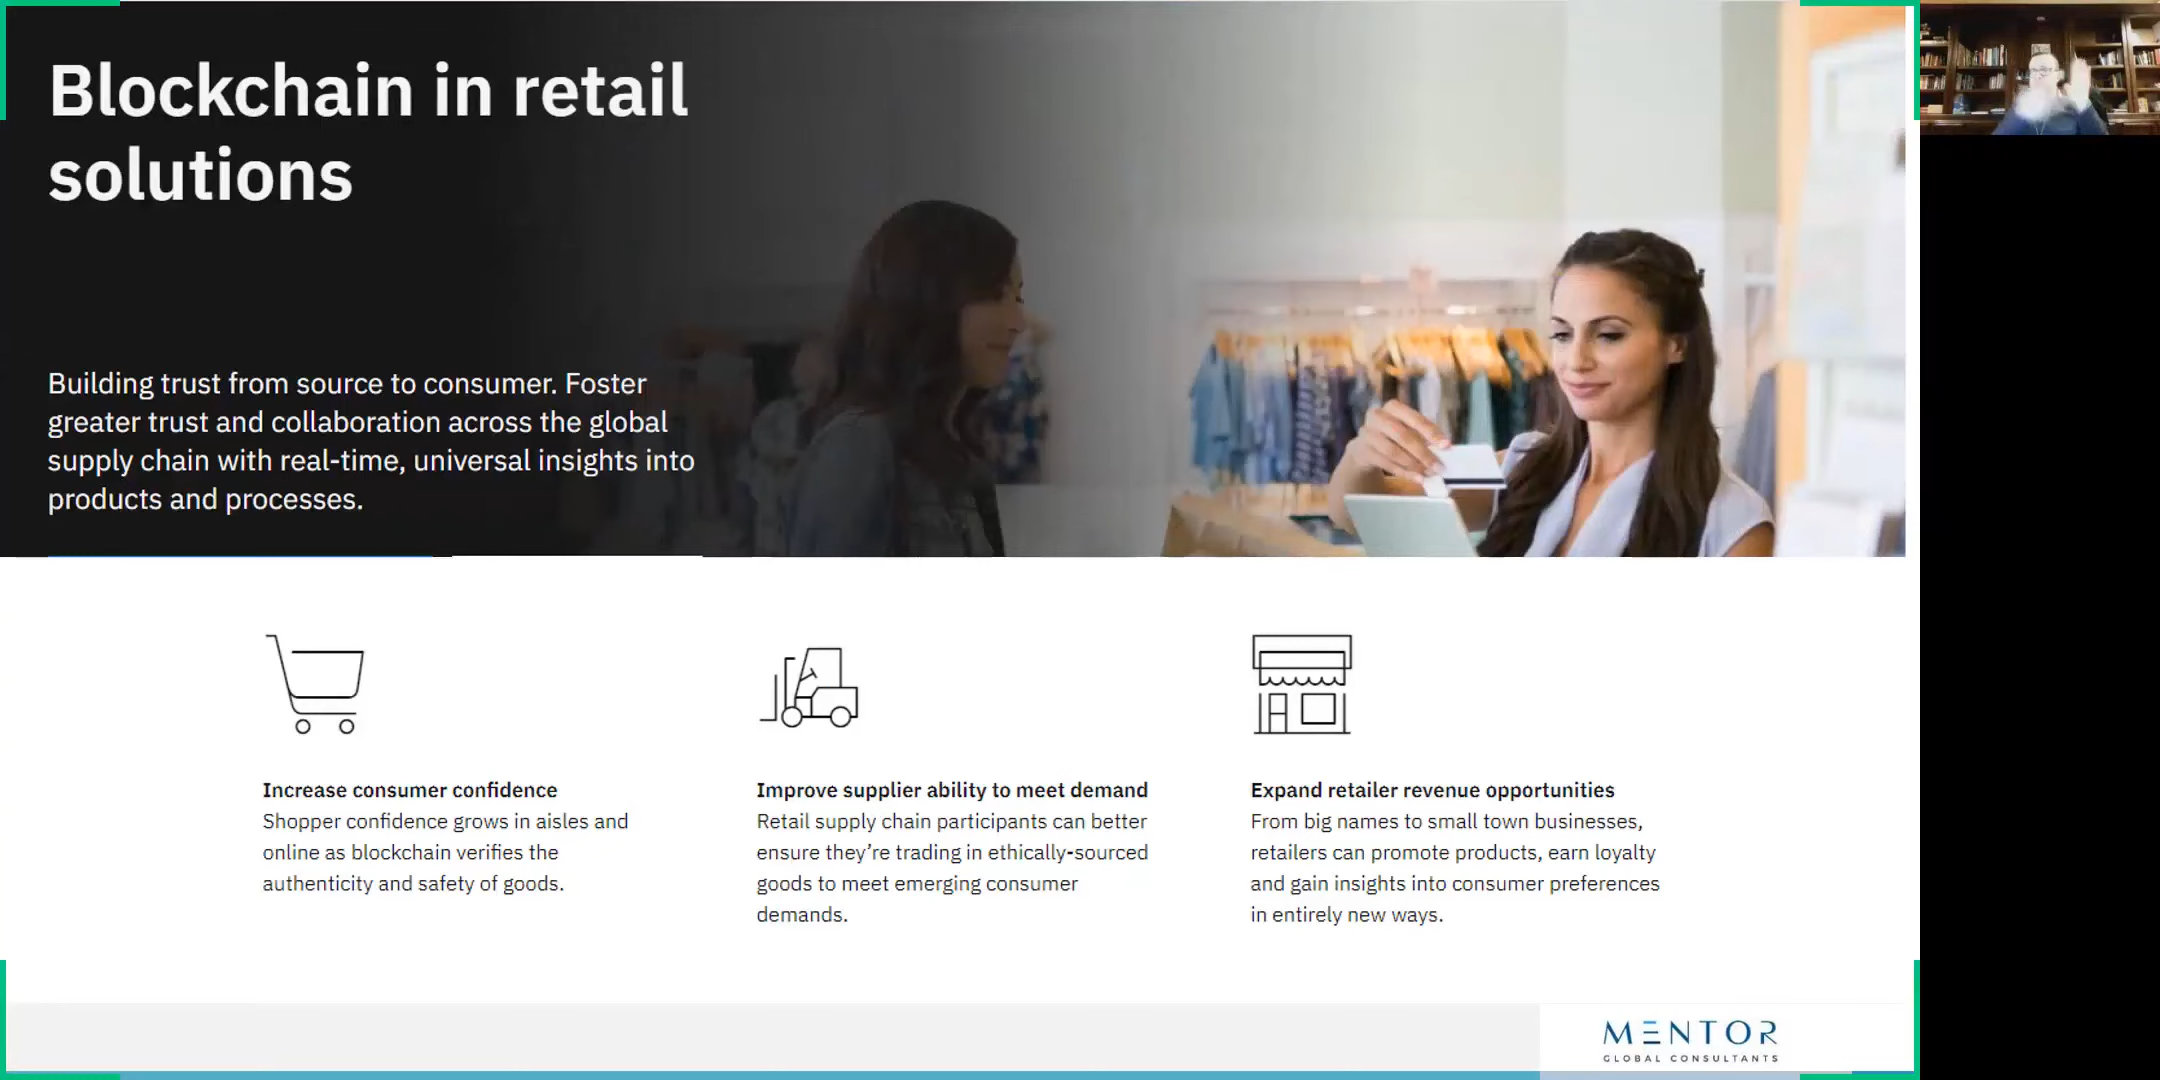 Blockchain in retail
solutions
Building trust from source to consumer. Foster
greater trust and collaboration across the global
supply chain with real-time, universal insights into
products and processes.
Increase consumer confidence
Shopper confidence grows in aisles and
online as blockchain verifies the
authenticity and safety of goods.
Improve supplier ability to meet demand
Retail supply chain participants can better
ensure they’re trading in ethically-sourced
goods to meet emerging consumer
demands.
Expand retailer revenue opportunities
From big names to small town businesses,
retailers can promote products, earn loyalty
and gain insights into consumer preferences
in entirely new ways.
MENTOR
GLOBAL CONSULTANTS